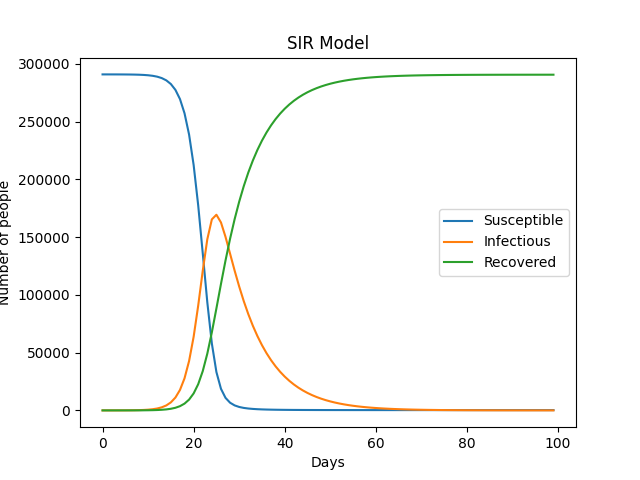 SIR Model
300000
250000
200000
150000
100000
50000
0
Number of people
Susceptible
Infectious
Recovered
0 20 40 60 80 100
Days